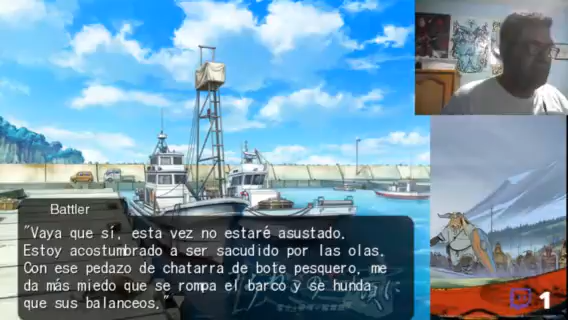 Battler
"Vaya que sí, esta vez no estaré asustado.
Estoy acostumbrado a ser sacudido por las olas.
Con ese pedazo de chatarra de bote pesquero, me
da más miedo que se rompa el barco y se hunda
que sus balanceos."
1